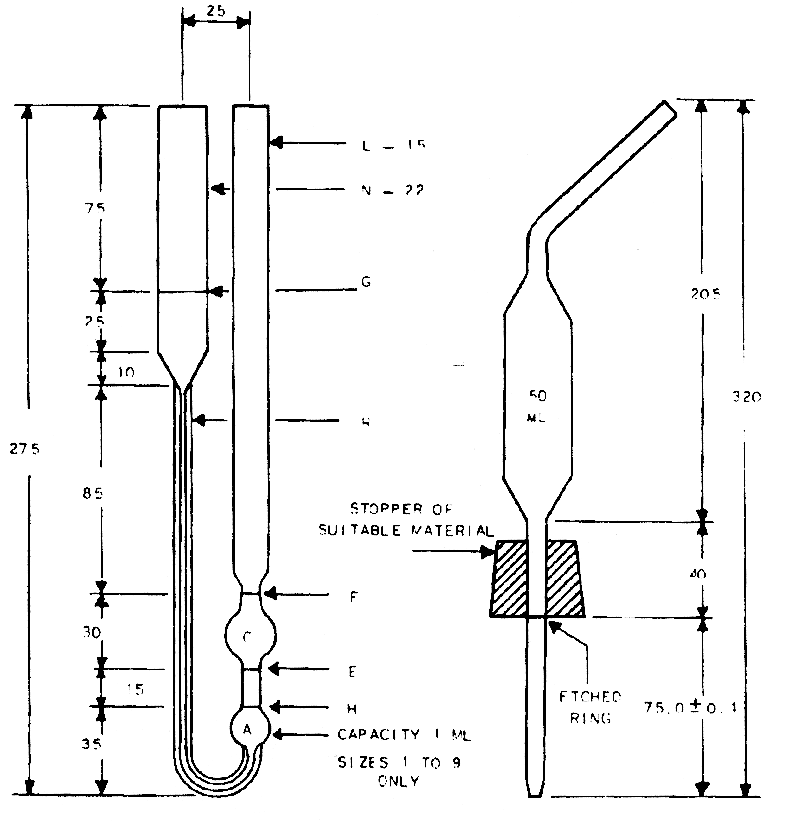 25
L – 15
N – 22
75
G
25
10
50
ML
205
320
275
85
STOPPER OF
SUITABLE MATERIAL
40
F
30
C
E
15
ETCHED
RING
75.0±0.1
H
A
CAPACITY 1 ML
35
SIZES 1 TO 9
ONLY